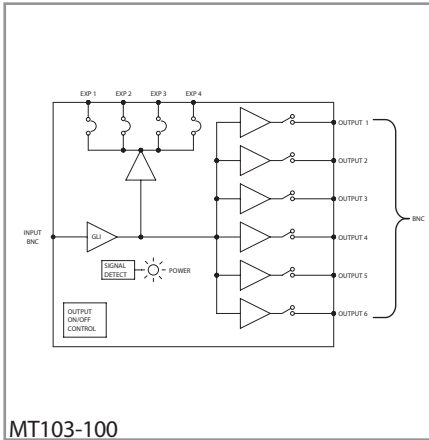 EXP 1 EXP 2 EXP 3 EXP 4
OUTPUT 1
OUTPUT 2
OUTPUT 3
INPUT
BNC
GLI
OUTPUT 4
BNC
SIGNAL
DETECT
POWER
OUTPUT 5
OUTPUT
ON/OFF
CONTROL
OUTPUT 6
MT103-100